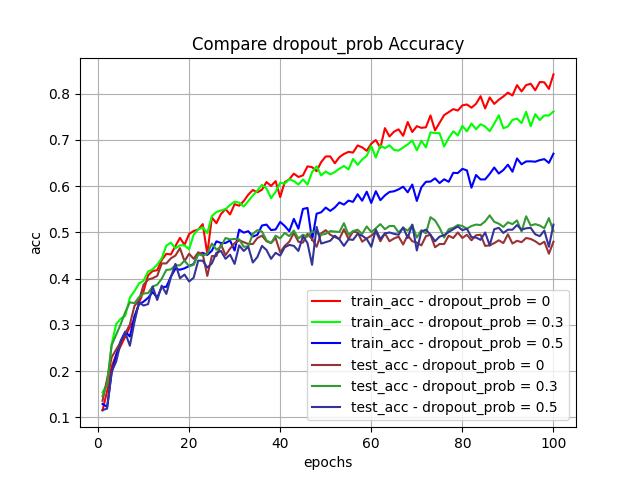 Compare dropout_prob Accuracy
acc
0.8
0.7
0.6
0.5
0.4
0.3
0.2
0.1
train_acc - dropout_prob = 0
train_acc - dropout_prob = 0.3
train_acc - dropout_prob = 0.5
test_acc - dropout_prob = 0
test_acc - dropout_prob = 0.3
test_acc - dropout_prob = 0.5
0 20 40 60 80 100
epochs